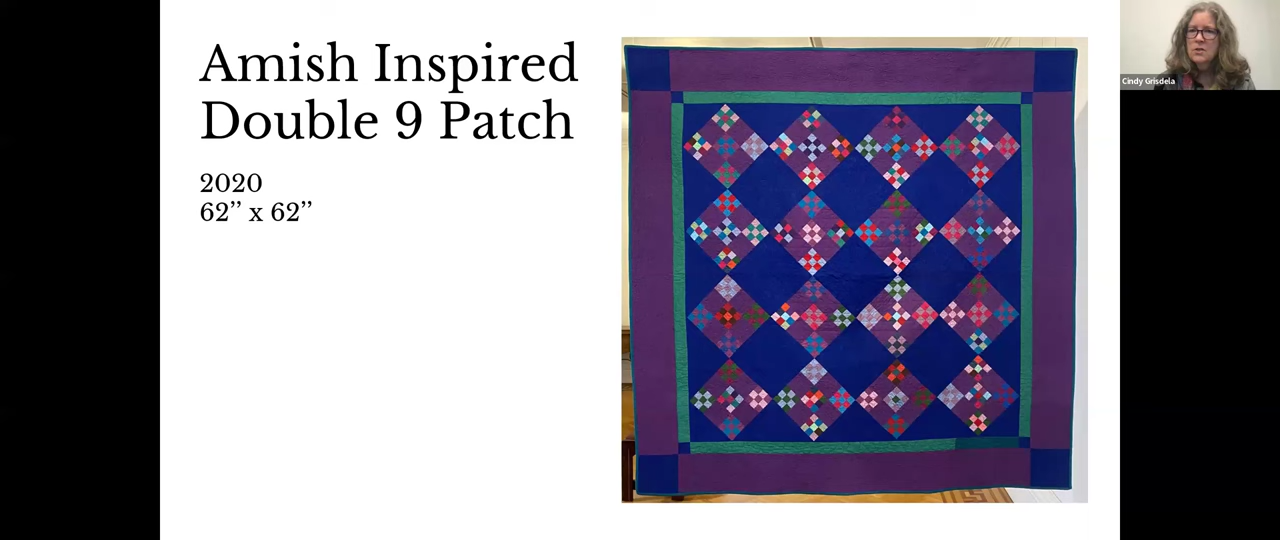 Amish Inspired
Double 9 Patch
2020
62” x 62”
Cindy Grisdela